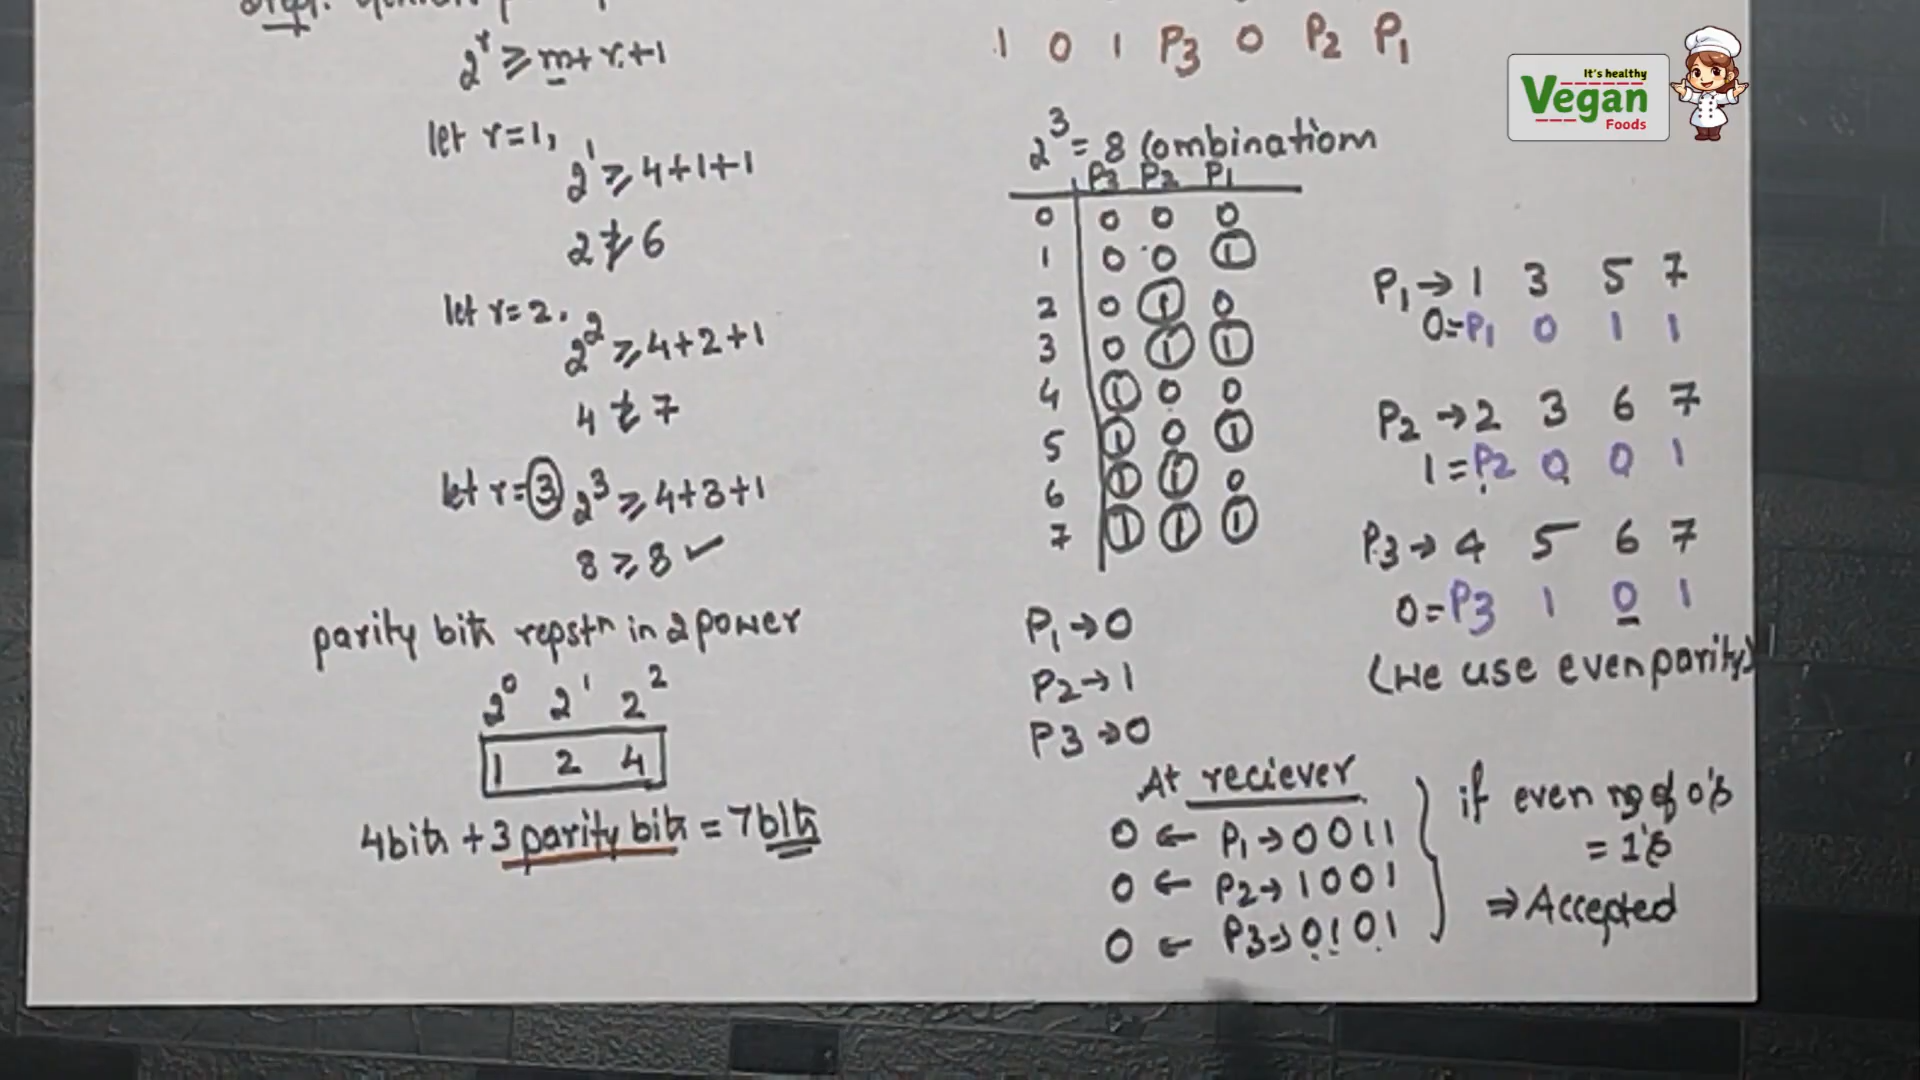 2^r ≥ m+r+1
let r=1,
2^1 ≥ 4+1+1
2 ≱ 6
let r=2.
2^2 ≥ 4+2+1
4 ≱ 7
let r=3 2^3 ≥ 4+3+1
8 ≥ 8 ✓
parity bits repstn in 2 power
2^0 2^1 2^2
1 2 4
4 bits + 3 parity bits = 7 bits
1 0 1 P3 0 P2 P1
2^3 = 8 Combinations
P3 P2 P1
0 0 0 0
1 0 0 1
2 0 1 0
3 0 1 1
4 1 0 0
5 1 0 1
6 1 1 0
7 1 1 1
P1 → 0
P2 → 1
P3 → 0
P1 → 1 3 5 7
0=P1 0 1 1
P2 → 2 3 6 7
1=P2 0 0 1
P3 → 4 5 6 7
0=P3 1 0 1
(We use even parity)
At reciever
0 ← P1 → 0011
0 ← P2 → 1001
0 ← P3 → 0101
if even no of 0's
= 1's
⇒ Accepted
It's healthy
Vegan
Foods